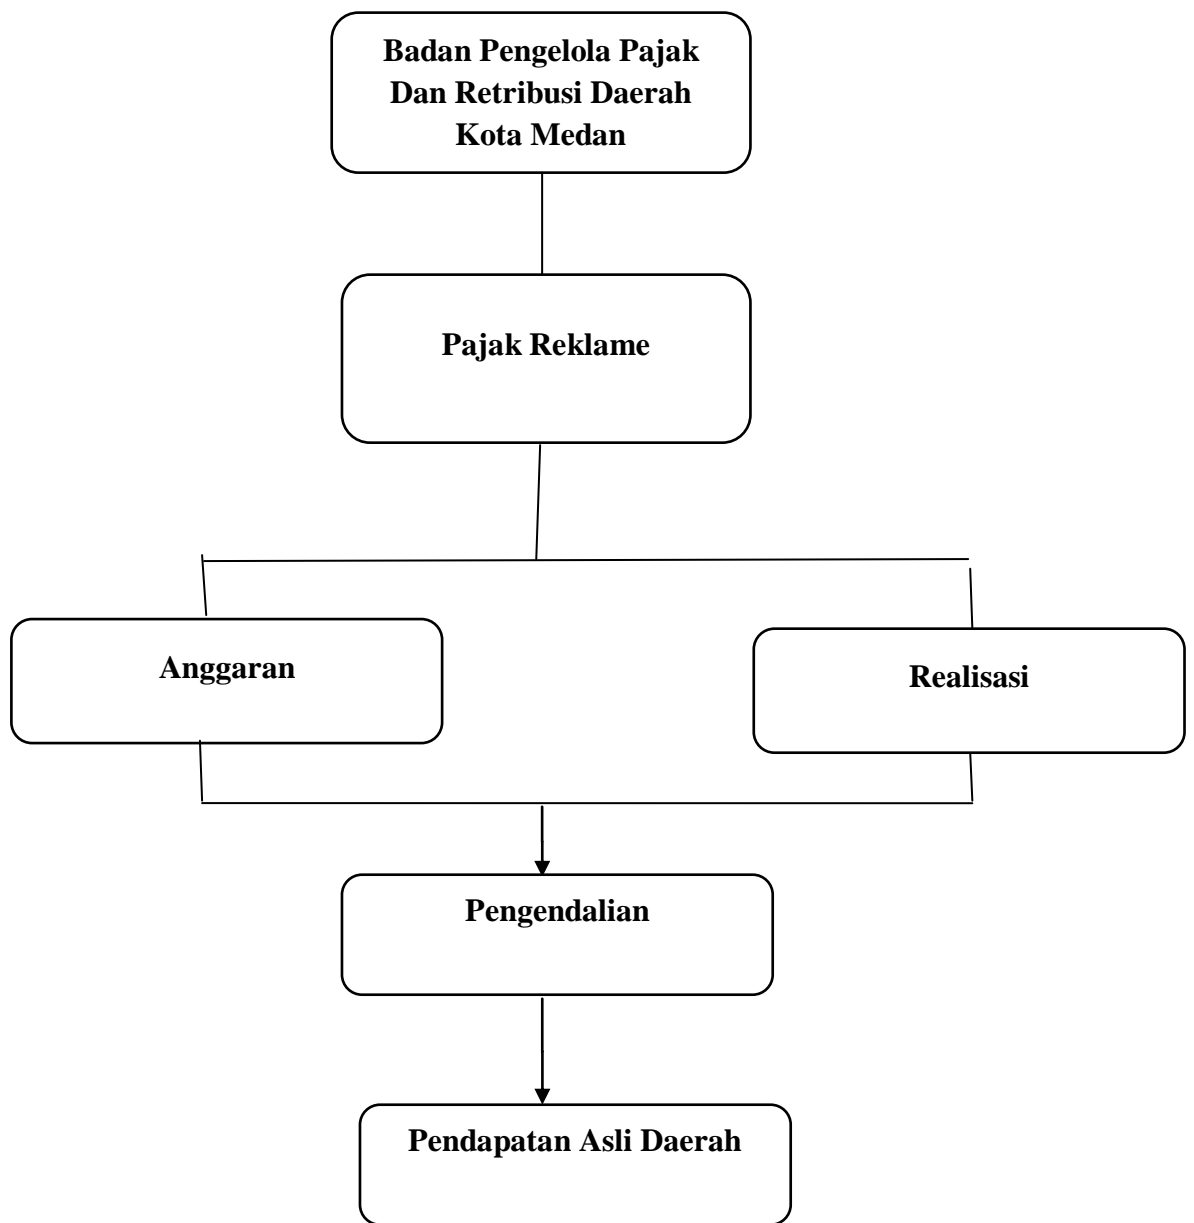 Badan Pengelola Pajak
Dan Retribusi Daerah
Kota Medan
Pajak Reklame
Anggaran
Realisasi
Pengendalian
Pendapatan Asli Daerah